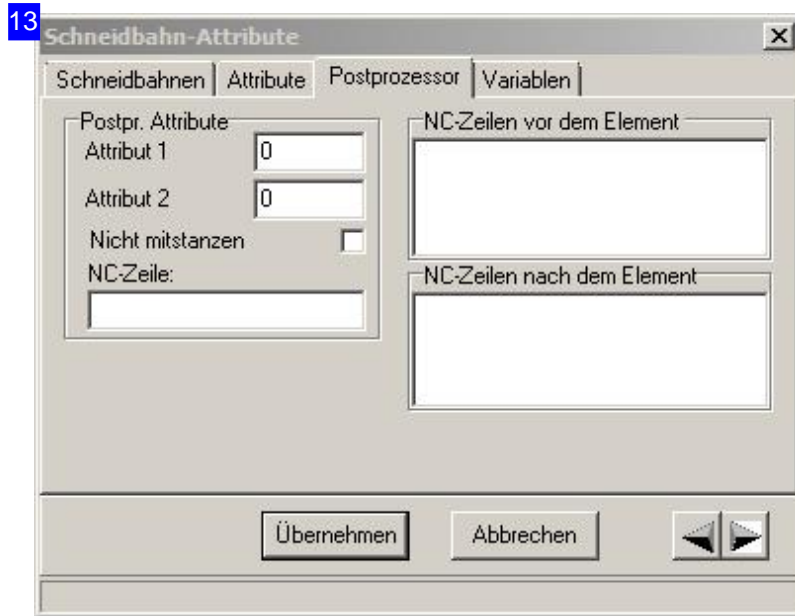 13
Schneidbahn-Attribute
Schneidbahnen Attribute Postprozessor Variablen
Postpr. Attribute
Attribut 1 0
Attribut 2 0
Nicht mitstanzen
NC-Zeile:
NC-Zeilen vor dem Element
NC-Zeilen nach dem Element
Übernehmen Abbrechen